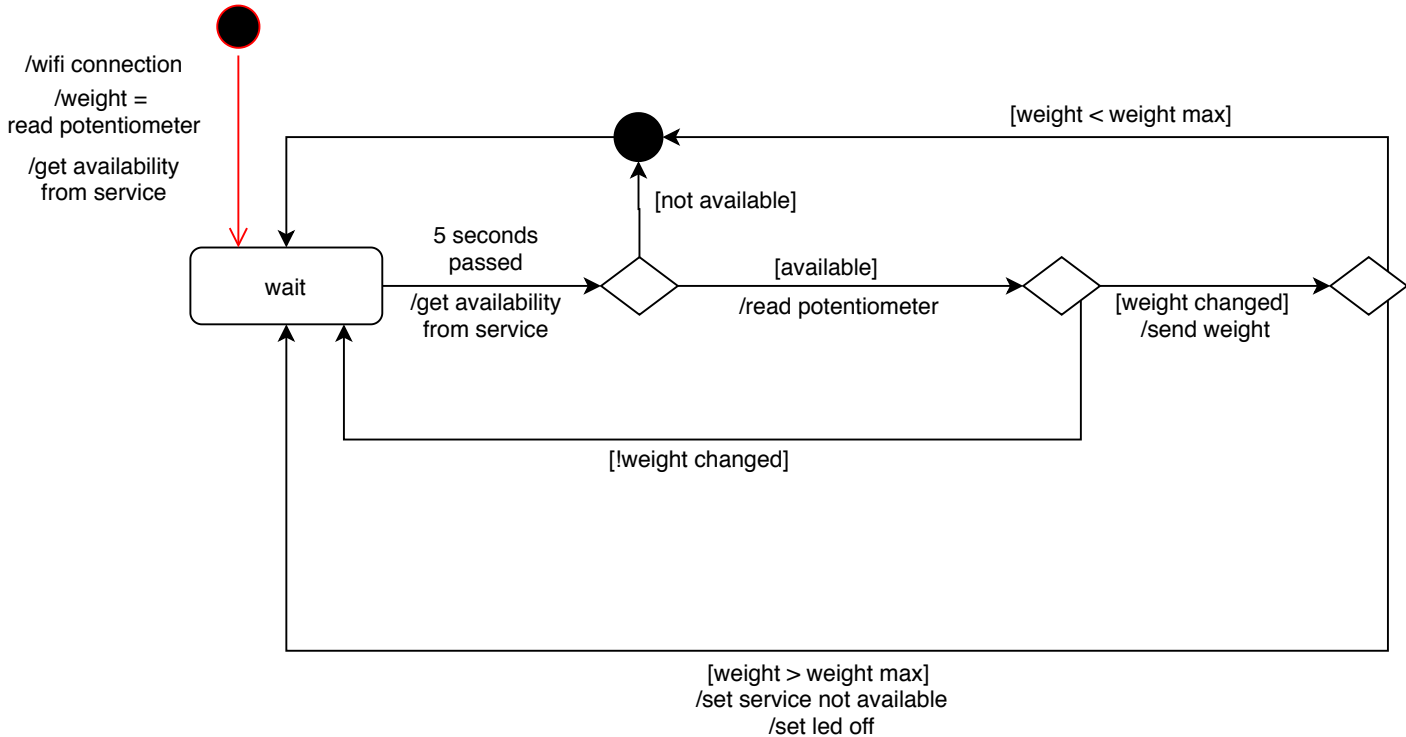 /wifi connection
/weight =
read potentiometer
/get availability
from service
[weight < weight max]
[not available]
5 seconds
passed
/get availability
from service
wait
[available]
/read potentiometer
[weight changed]
/send weight
[!weight changed]
[weight > weight max]
/set service not available
/set led off